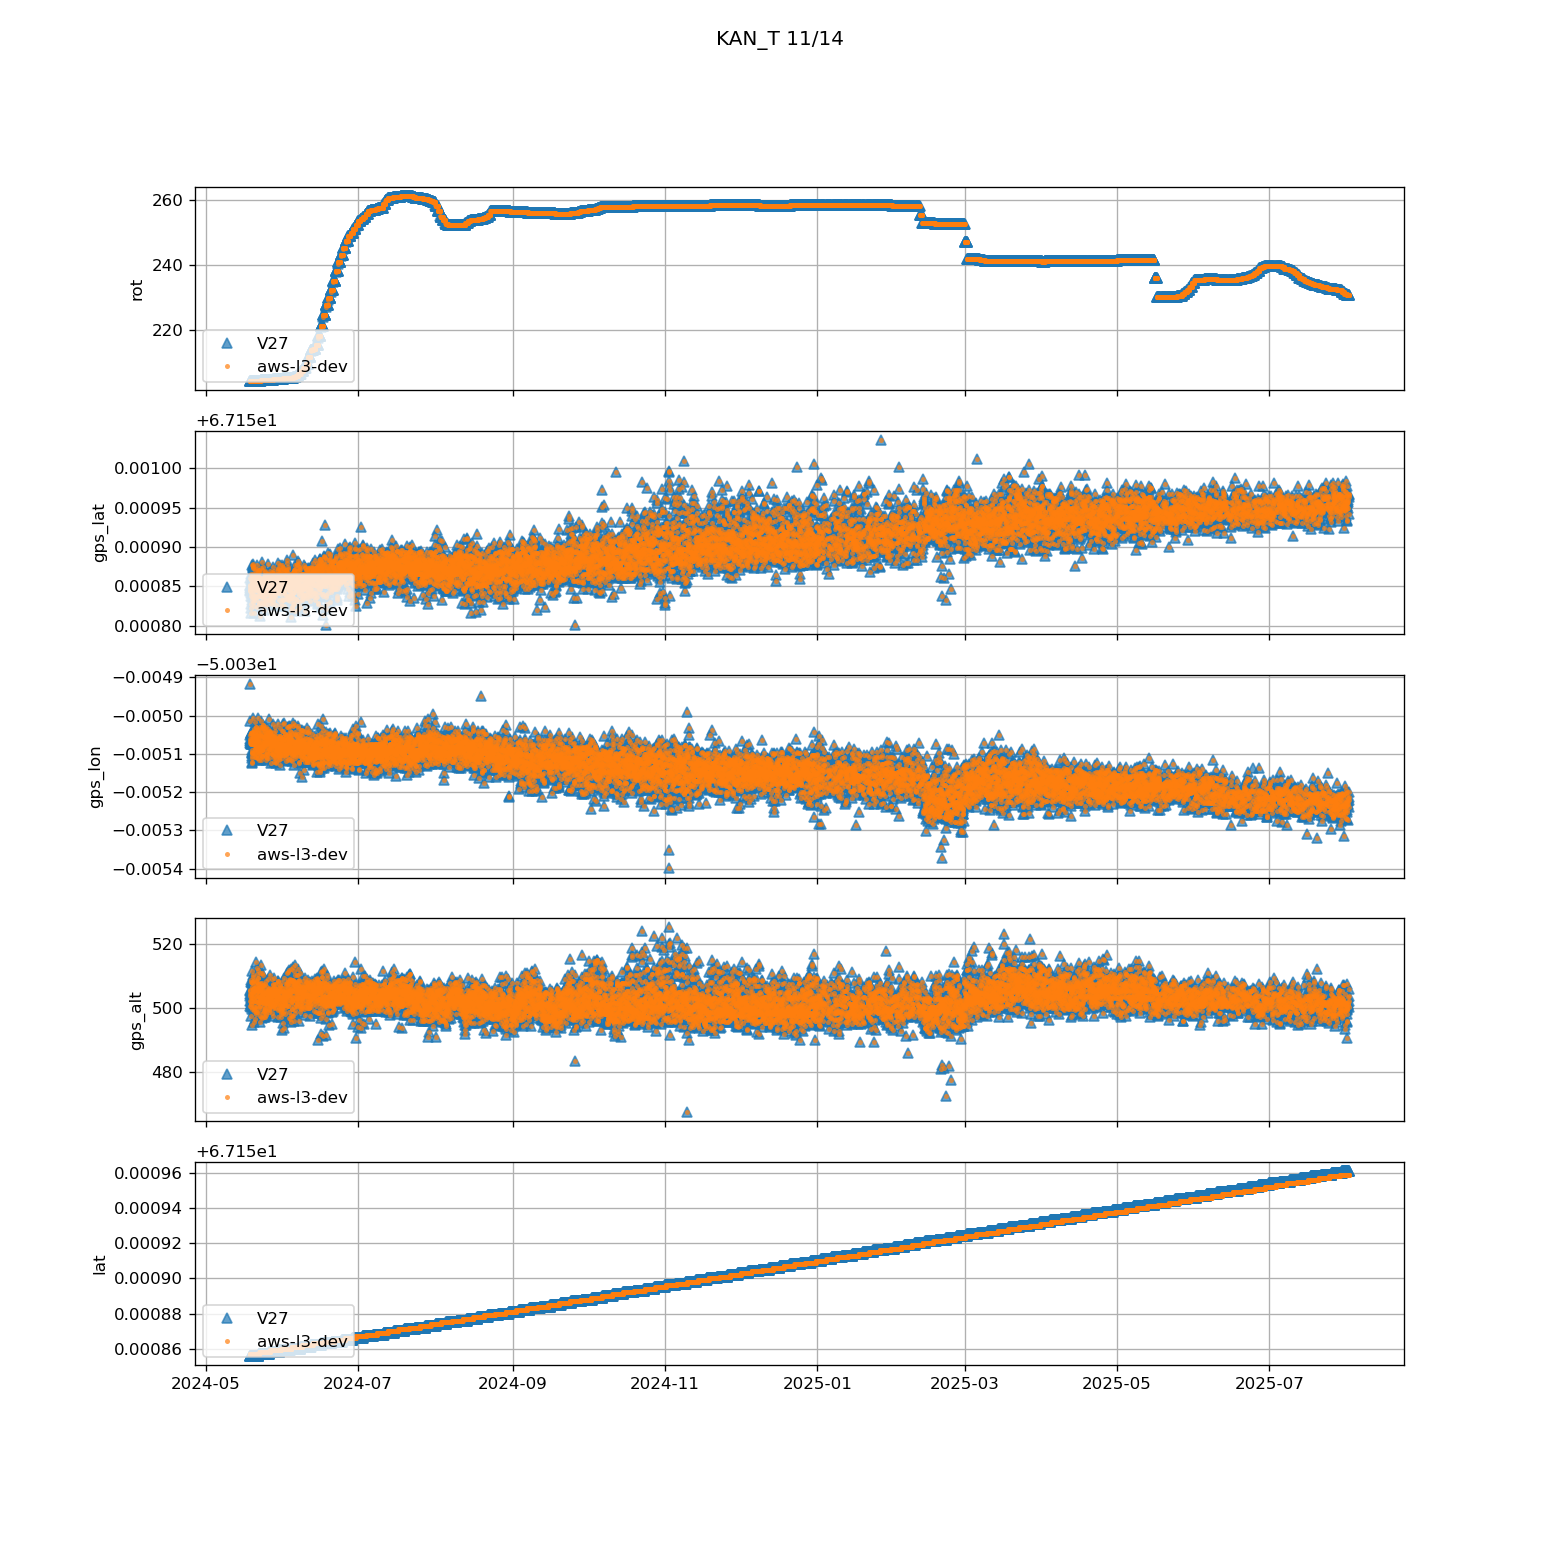 KAN_T 11/14
260
240
220
rot
V27
aws-l3-dev
+6.715e1
0.00100
0.00095
0.00090
0.00085
0.00080
gps_lat
V27
aws-l3-dev
−5.003e1
−0.0049
−0.0050
−0.0051
−0.0052
−0.0053
−0.0054
gps_lon
V27
aws-l3-dev
520
500
480
gps_alt
V27
aws-l3-dev
+6.715e1
0.00096
0.00094
0.00092
0.00090
0.00088
0.00086
lat
V27
aws-l3-dev
2024-05 2024-07 2024-09 2024-11 2025-01 2025-03 2025-05 2025-07